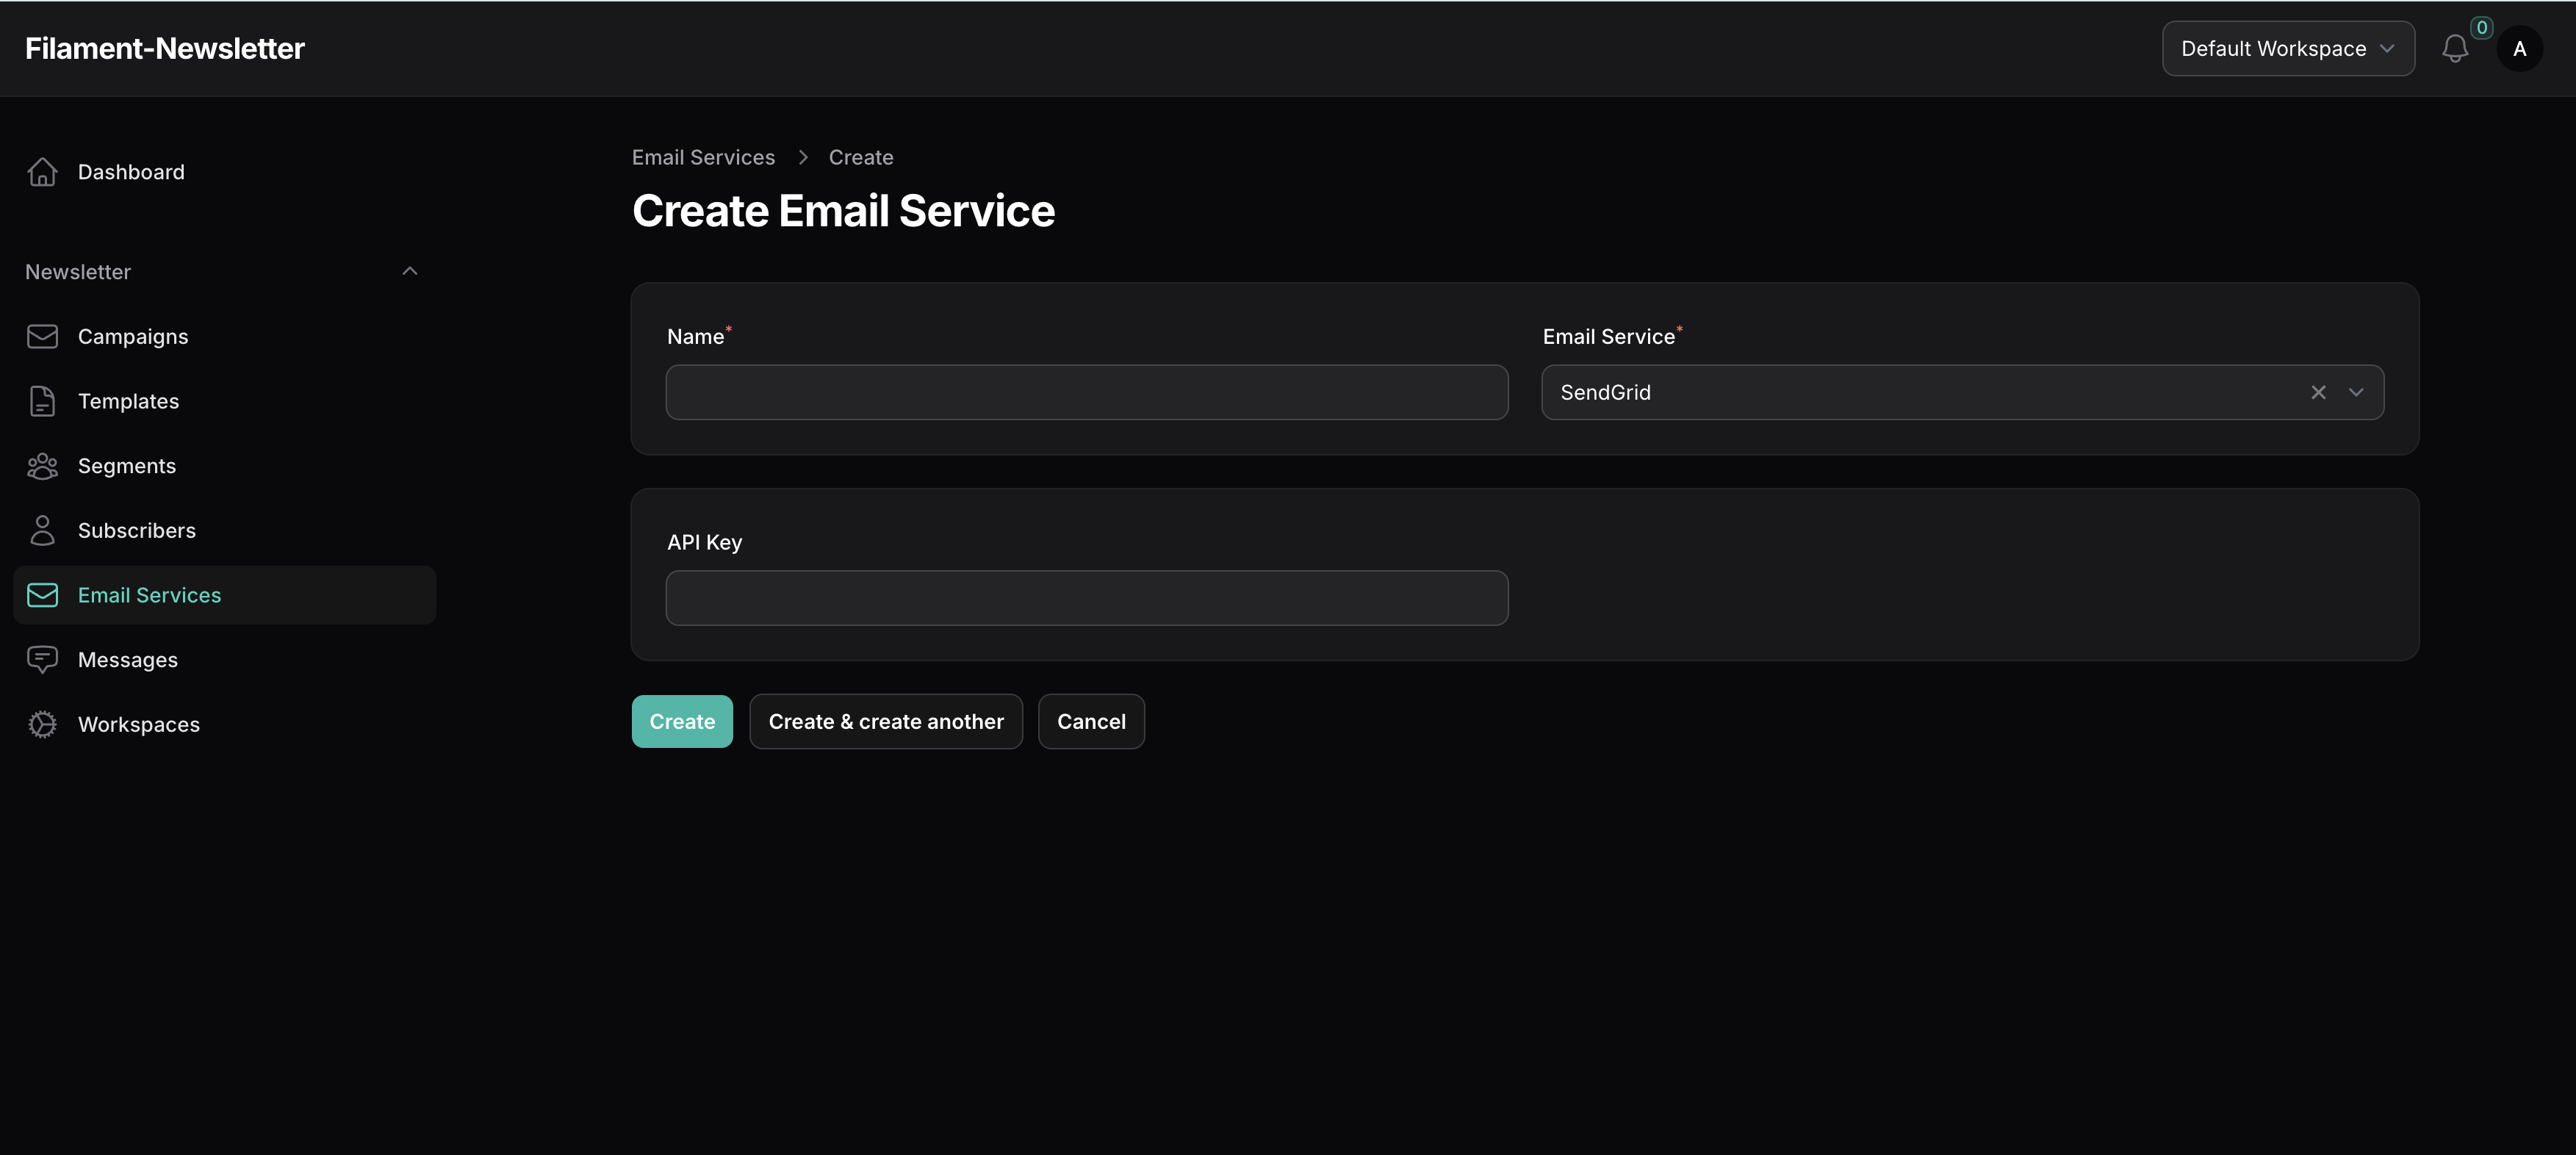 Filament-Newsletter
Default Workspace
0
A
Dashboard
Newsletter
Campaigns
Templates
Segments
Subscribers
Email Services
Messages
Workspaces
Email Services > Create
Create Email Service
Name*
Email Service*
SendGrid
API Key
Create
Create & create another
Cancel